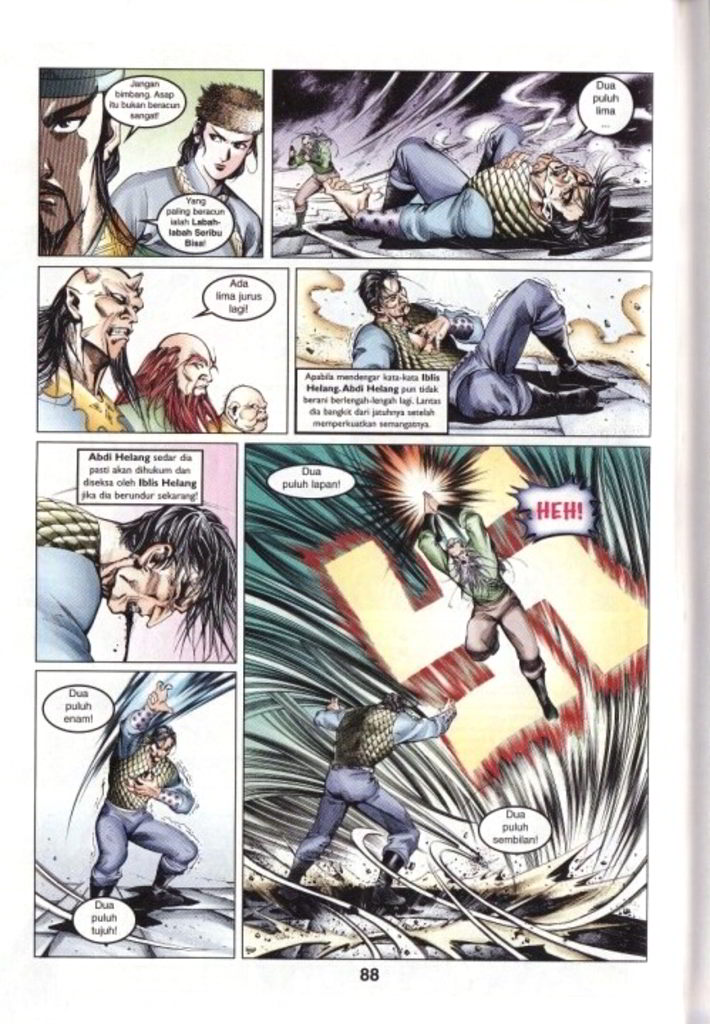 Jangan
bimbang. Asap
itu bukan beracun
sangat!
Yang
paling beracun
ialah Labah-
labah Seribu
Bisa!
Dua
puluh
lima
...
Ada
lima jurus
lagi!
Apabila mendengar kata-kata Iblis
Helang, Abdi Helang pun tidak
berani berlengah-lengah lagi. Lantas
dia bangkit dari jatuhnya setelah
memperkuatkan semangatnya.
Abdi Helang sedar dia
pasti akan dihukum dan
diseksa oleh Iblis Helang
jika dia berundur sekarang!
Dua
puluh
enam!
Dua
puluh
tujuh!
Dua
puluh lapan!
HEH!
Dua
puluh
sembilan!
88